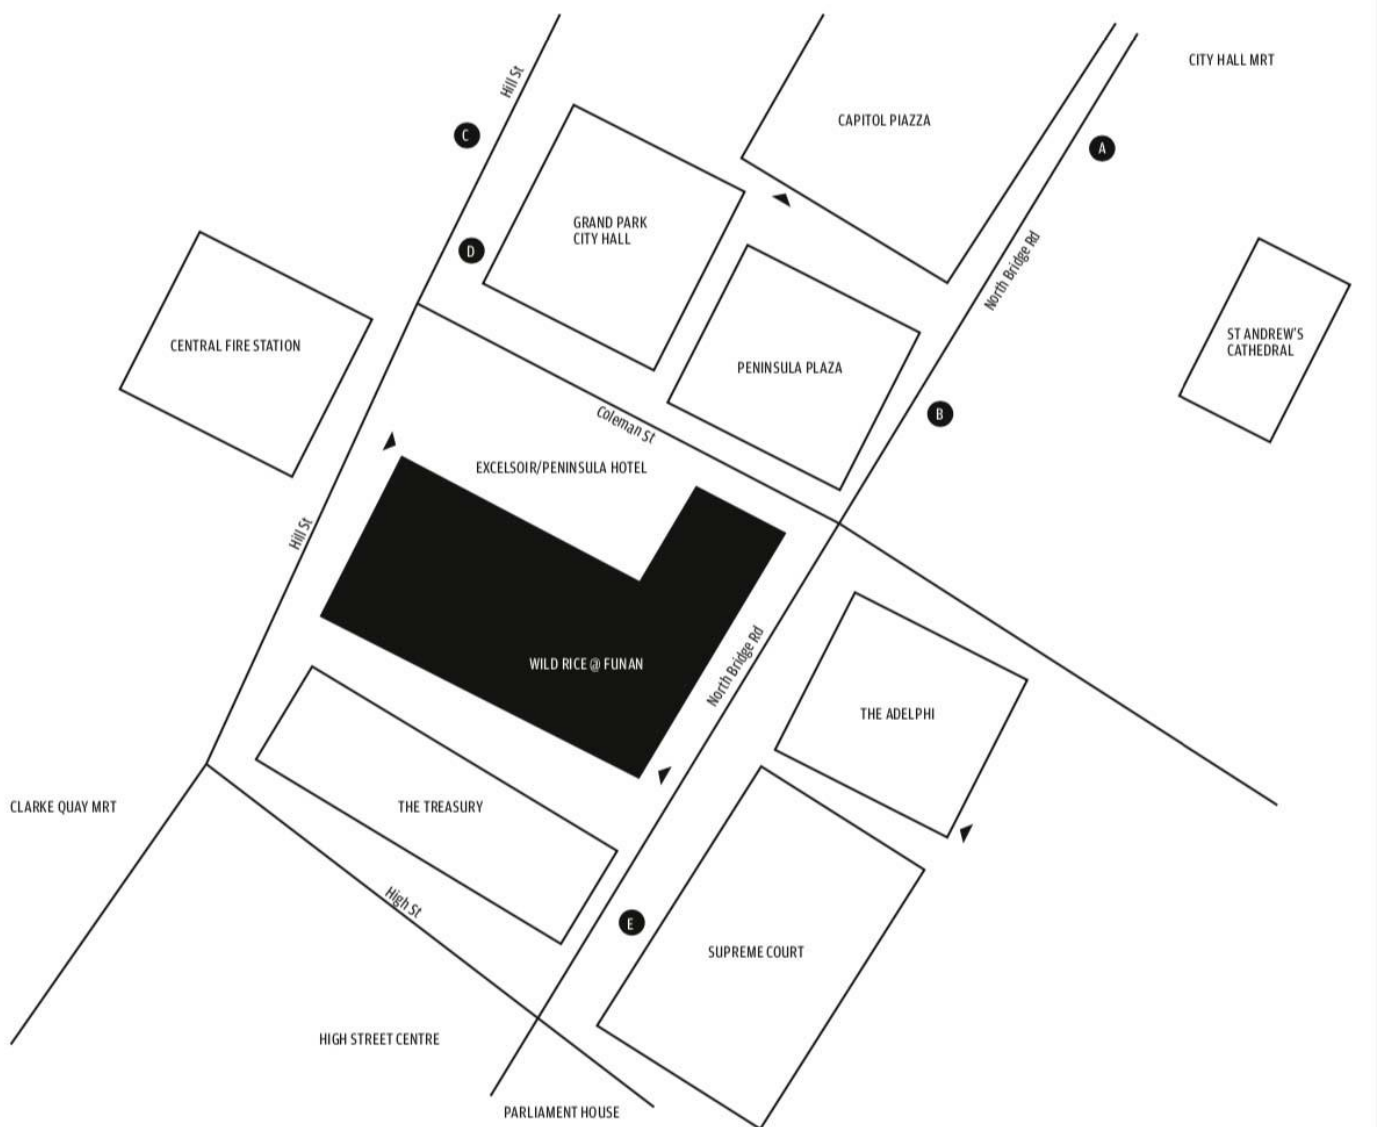 CITY HALL MRT
Hill St
CAPITOL PIAZZA
C
A
GRAND PARK
CITY HALL
D
North Bridge Rd
CENTRAL FIRE STATION
ST ANDREW'S
CATHEDRAL
PENINSULA PLAZA
B
Coleman St
EXCELSOIR/PENINSULA HOTEL
Hill St
WILD RICE @ FUNAN
North Bridge Rd
THE ADELPHI
CLARKE QUAY MRT
THE TREASURY
High St
E
SUPREME COURT
HIGH STREET CENTRE
PARLIAMENT HOUSE